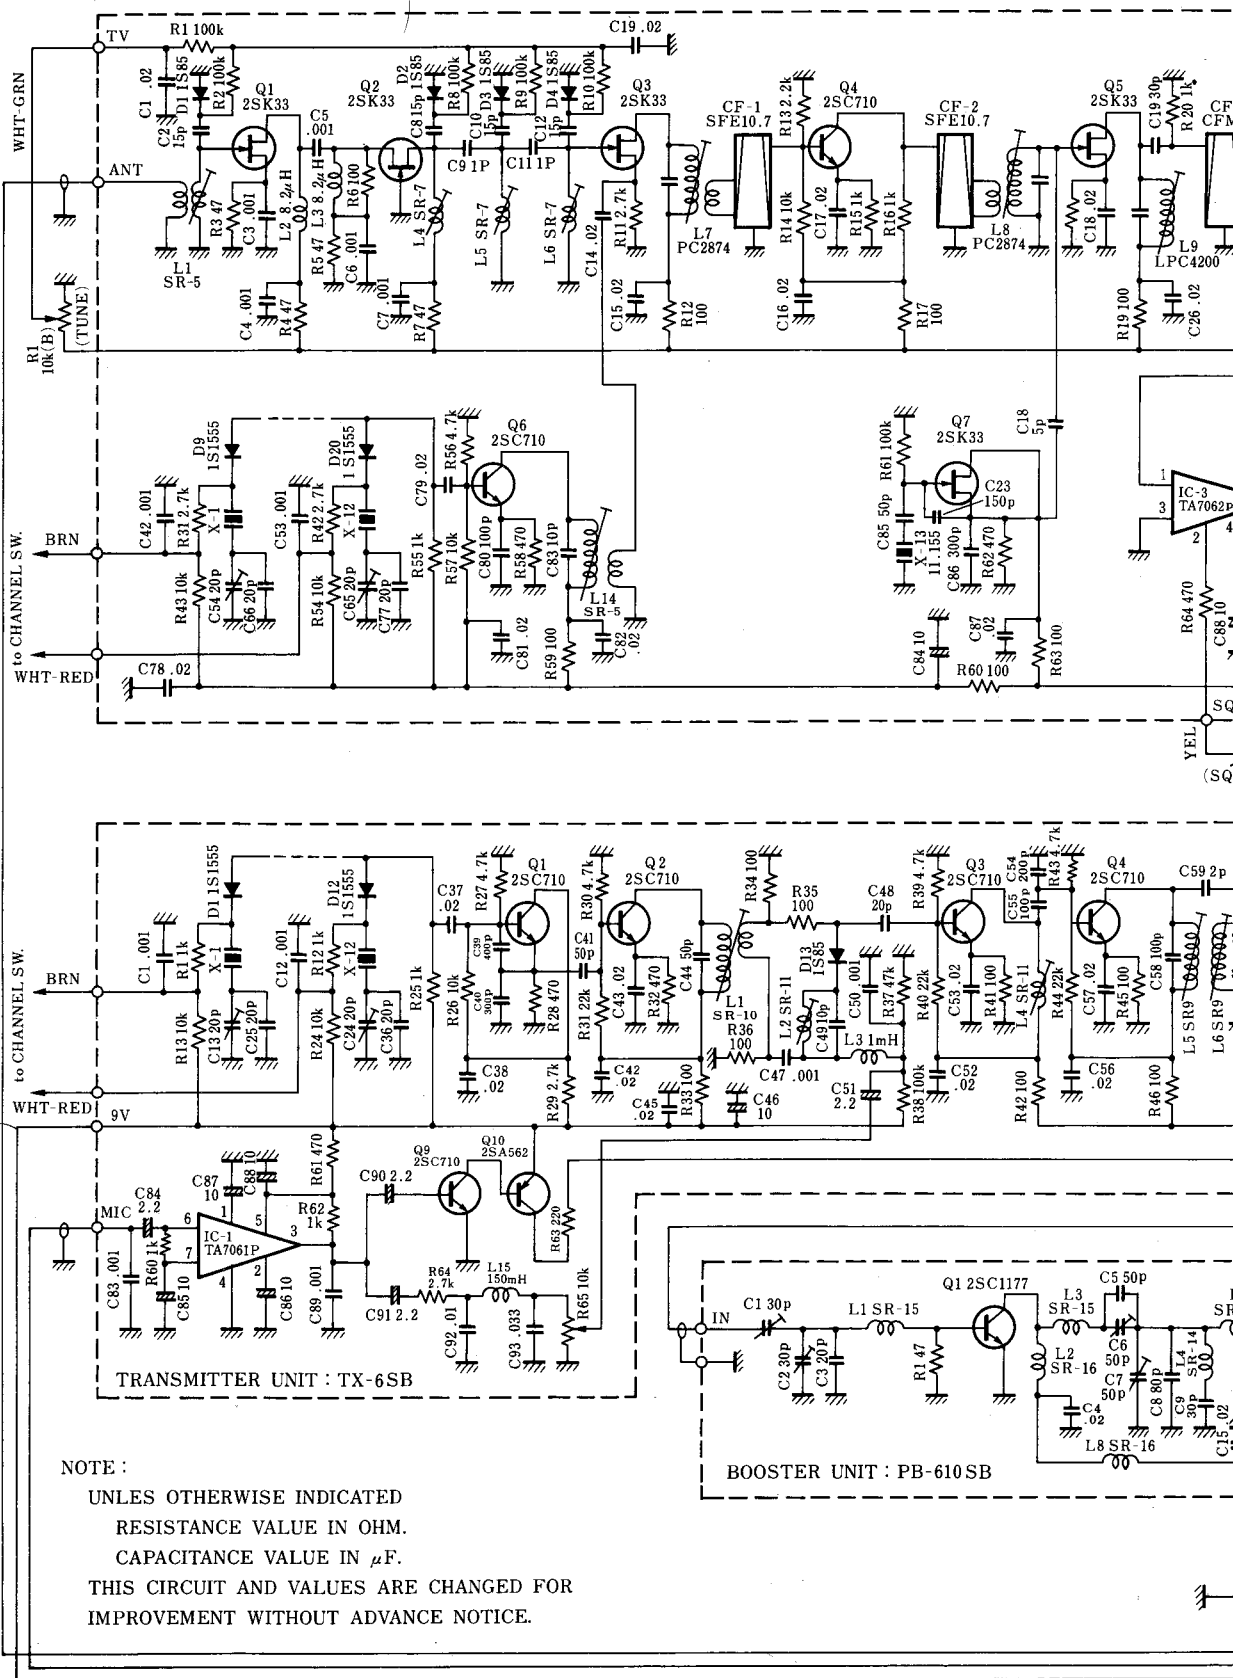 TV
R1 100k
C1 .02
D1 1S85
R2 100k
C2 15p
Q1
2SK33
Q2
2SK33
C5
.001
D2
1S85
C8 15p
R8 100k
C10
15p
D3 1S85
R9 100k
C12
15p
D4 1S85
R10 100k
C19 .02
Q3
2SK33
CF-1
SFE10.7
R13 2.2k
Q4
2SC710
CF-2
SFE10.7
Q5
2SK33
C19 30p
R20 1k*
CF
CFM
WHT-GRN
ANT
L1
SR-5
R3 47
C3 .001
L2 8.2μH
L3 8.2μH
R6 100
R5 47
C6 .001
C4 .001
R4 47
C7 .001
R7 47
L4 SR-7
C9 1P
L5 SR-7
C11 1P
L6 SR-7
C14 .02
R11 2.7k
C15 .02
R12
100
L7
PC2874
R14 10k
C17 .02
R15 1k
R16 1k
C16 .02
R17
100
L8
PC2874
C18 .02
L9
LPC4200
R19 100
C26 .02
R1
10k(B)
(TUNE)
D9
1S1555
D20
1S1555
C42 .001
R31 2.7k
X-1
C53 .001
R42 2.7k
X-12
C79 .02
R56 4.7k
Q6
2SC710
R61 100k
Q7
2SK33
C18
5p
C23
150p
C85 50p
X-13
11.155
C86 300p
R62 470
1
3
2
4
IC-3
TA7062P
BRN
to CHANNEL SW.
WHT-RED
R43 10k
C54 20p
C66 20p
R54 10k
C65 20p
C77 20p
R55 1k
R57 10k
C80 100p
R58 470
C83 10p
L14
SR-5
C81 .02
R59 100
C82
.02
C84 10
C87
.02
R60 100
R63 100
R64 470
C88 10
C78 .02
SQ
YEL
(SQ
D1 1S1555
D12
1S1555
C1 .001
R1 1k
X-1
C12 .001
R12 1k
X-12
C37
.02
R27 4.7k
Q1
2SC710
C39
400p
C40
300p
R28 470
C41
50p
R30 4.7k
Q2
2SC710
C43 .02
R32 470
C44 50p
L1
SR-10
R34 100
R35
100
D13
1S85
C48
20p
R39 4.7k
Q3
2SC710
C54
200p
C55
100p
R43 4.7k
Q4
2SC710
C59 2p
BRN
to CHANNEL SW.
WHT-RED
R13 10k
C13 20p
C25 20p
R24 10k
C24 20p
C36 20p
R25 1k
R26 10k
C38
.02
R29 2.7k
R31 22k
C42
.02
C45
.02
R33 100
C46
10
R36
100
L2 SR-11
C49 10p
C47 .001
C50 .001
R37 47k
L3 1mH
C51
2.2
R38 100k
R40 22k
C53 .02
R41 100
L4 SR-11
C52
.02
R42 100
R44 22k
C57 .02
R45 100
C56
.02
C58 100p
L5 SR9
L6 SR9
R46 100
9V
C87
10
C88 10
R61 470
R62
1k
C90 2.2
Q9
2SC710
Q10
2SA562
R63 220
MIC
C84
2.2
C83 .001
R60 1k
C85 10
IC-1
TA7061P
6
7
1
5
3
2
4
C86 10
C89 .001
C91 2.2
R64
2.7k
L15
150mH
C92 .01
C93 .033
R65 10k
TRANSMITTER UNIT : TX-6SB
IN
C1 30p
L1 SR-15
C2 30p
C3 20p
R1 47
Q1 2SC1177
L2
SR-16
L3
SR-15
C5 50p
C6
50p
C7
50p
C4
.02
C8 80p
L4
SR-14
C9
30p
C15 .02
L8 SR-16
BOOSTER UNIT : PB-610SB
NOTE :
UNLES OTHERWISE INDICATED
RESISTANCE VALUE IN OHM.
CAPACITANCE VALUE IN μF.
THIS CIRCUIT AND VALUES ARE CHANGED FOR
IMPROVEMENT WITHOUT ADVANCE NOTICE.